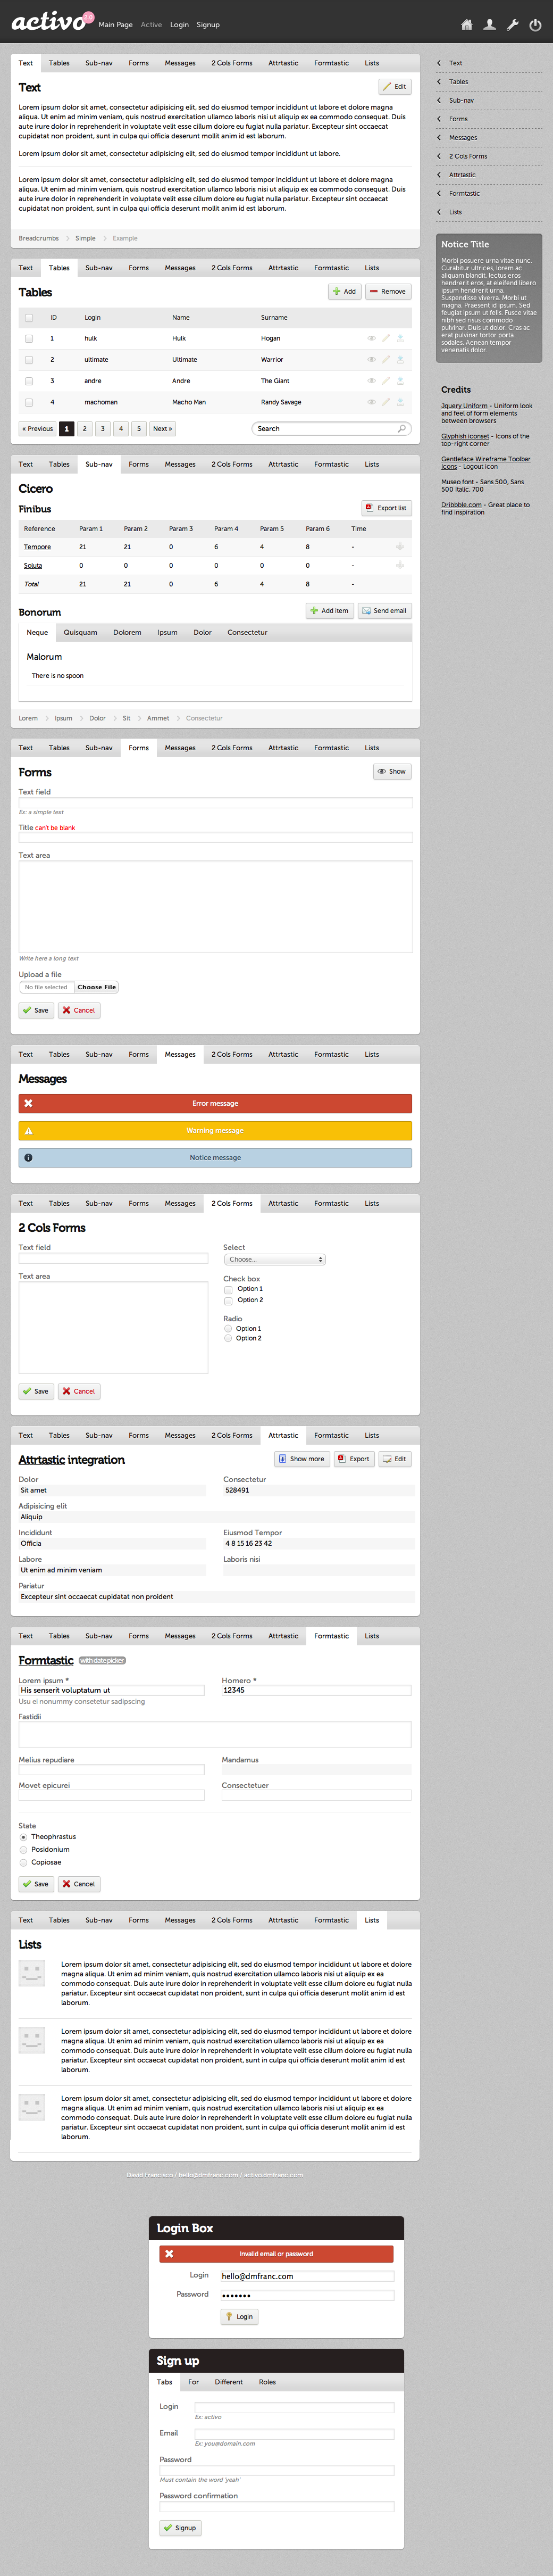 activo 2.0 Main Page Active Login Signup
Text Tables Sub-nav Forms Messages 2 Cols Forms Attrtastic Formtastic Lists
Text Edit
Lorem ipsum dolor sit amet, consectetur adipisicing elit, sed do eiusmod tempor incididunt ut labore et dolore magna
aliqua. Ut enim ad minim veniam, quis nostrud exercitation ullamco laboris nisi ut aliquip ex ea commodo consequat. Duis
aute irure dolor in reprehenderit in voluptate velit esse cillum dolore eu fugiat nulla pariatur. Excepteur sint occaecat
cupidatat non proident, sunt in culpa qui officia deserunt mollit anim id est laborum.
Lorem ipsum dolor sit amet, consectetur adipisicing elit, sed do eiusmod tempor incididunt ut labore.
Lorem ipsum dolor sit amet, consectetur adipisicing elit, sed do eiusmod tempor incididunt ut labore et dolore magna
aliqua. Ut enim ad minim veniam, quis nostrud exercitation ullamco laboris nisi ut aliquip ex ea commodo consequat. Duis
aute irure dolor in reprehenderit in voluptate velit esse cillum dolore eu fugiat nulla pariatur. Excepteur sint occaecat
cupidatat non proident, sunt in culpa qui officia deserunt mollit anim id est laborum.
Breadcrumbs Simple Example
Text Tables Sub-nav Forms Messages 2 Cols Forms Attrtastic Formtastic Lists
Tables Add Remove
ID Login Name Surname
1 hulk Hulk Hogan
2 ultimate Ultimate Warrior
3 andre Andre The Giant
4 machoman Macho Man Randy Savage
« Previous 1 2 3 4 5 Next » Search
Text Tables Sub-nav Forms Messages 2 Cols Forms Attrtastic Formtastic Lists
Cicero
Finibus Export list
Reference Param 1 Param 2 Param 3 Param 4 Param 5 Param 6 Time
Tempore 21 21 0 6 4 8 -
Soluta 0 0 0 0 0 0 -
Total 21 21 0 6 4 8 -
Bonorum Add item Send email
Neque Quisquam Dolorem Ipsum Dolor Consectetur
Malorum
There is no spoon
Lorem Ipsum Dolor Sit Ammet Consectetur
Text Tables Sub-nav Forms Messages 2 Cols Forms Attrtastic Formtastic Lists
Forms Show
Text field
Ex: a simple text
Title can't be blank
Text area
Write here a long text
Upload a file
No file selected Choose File
Save Cancel
Text Tables Sub-nav Forms Messages 2 Cols Forms Attrtastic Formtastic Lists
Messages
Error message
Warning message
Notice message
Text Tables Sub-nav Forms Messages 2 Cols Forms Attrtastic Formtastic Lists
2 Cols Forms
Text field Select
Choose...
Text area Check box
Option 1
Option 2
Radio
Option 1
Option 2
Save Cancel
Text Tables Sub-nav Forms Messages 2 Cols Forms Attrtastic Formtastic Lists
Attrtastic integration Show more Export Edit
Dolor Consectetur
Sit amet 528491
Adipisicing elit
Aliquip
Incididunt Eiusmod Tempor
Officia 4 8 15 16 23 42
Labore Laboris nisi
Ut enim ad minim veniam
Pariatur
Excepteur sint occaecat cupidatat non proident
Text Tables Sub-nav Forms Messages 2 Cols Forms Attrtastic Formtastic Lists
Formtastic with date picker
Lorem ipsum * Homero *
His senserit voluptatum ut 12345
Usu ei nonummy consetetur sadipscing
Fastidii
Melius repudiare Mandamus
Movet epicurei Consectetuer
State
Theophrastus
Posidonium
Copiosae
Save Cancel
Text Tables Sub-nav Forms Messages 2 Cols Forms Attrtastic Formtastic Lists
Lists
Lorem ipsum dolor sit amet, consectetur adipisicing elit, sed do eiusmod tempor incididunt ut labore et dolore
magna aliqua. Ut enim ad minim veniam, quis nostrud exercitation ullamco laboris nisi ut aliquip ex ea
commodo consequat. Duis aute irure dolor in reprehenderit in voluptate velit esse cillum dolore eu fugiat nulla
pariatur. Excepteur sint occaecat cupidatat non proident, sunt in culpa qui officia deserunt mollit anim id est
laborum.
Lorem ipsum dolor sit amet, consectetur adipisicing elit, sed do eiusmod tempor incididunt ut labore et dolore
magna aliqua. Ut enim ad minim veniam, quis nostrud exercitation ullamco laboris nisi ut aliquip ex ea
commodo consequat. Duis aute irure dolor in reprehenderit in voluptate velit esse cillum dolore eu fugiat nulla
pariatur. Excepteur sint occaecat cupidatat non proident, sunt in culpa qui officia deserunt mollit anim id est
laborum.
Lorem ipsum dolor sit amet, consectetur adipisicing elit, sed do eiusmod tempor incididunt ut labore et dolore
magna aliqua. Ut enim ad minim veniam, quis nostrud exercitation ullamco laboris nisi ut aliquip ex ea
commodo consequat. Duis aute irure dolor in reprehenderit in voluptate velit esse cillum dolore eu fugiat nulla
pariatur. Excepteur sint occaecat cupidatat non proident, sunt in culpa qui officia deserunt mollit anim id est
laborum.
David Francisco / hello@dmfranc.com / activo.dmfranc.com
Text
Tables
Sub-nav
Forms
Messages
2 Cols Forms
Attrtastic
Formtastic
Lists
Notice Title
Morbi posuere urna vitae nunc.
Curabitur ultrices, lorem ac
aliquam blandit, lectus eros
hendrerit eros, at eleifend libero
ipsum hendrerit urna.
Suspendisse viverra. Morbi ut
magna. Praesent id ipsum. Sed
feugiat ipsum ut felis. Fusce vitae
nibh sed risus commodo
pulvinar. Duis ut dolor. Cras ac
erat pulvinar tortor porta
sodales. Aenean tempor
venenatis dolor.
Credits
Jquery Uniform - Uniform look
and feel of form elements
between browsers
Glyphish iconset - Icons of the
top-right corner
Gentleface Wireframe Toolbar
Icons - Logout icon
Museo font - Sans 500, Sans
500 Italic, 700
Dribbble.com - Great place to
find inspiration
Login Box
Invalid email or password
Login hello@dmfranc.com
Password •••••••
Login
Sign up
Tabs For Different Roles
Login
Ex: activo
Email
Ex: you@domain.com
Password
Must contain the word 'yeah'
Password confirmation
Signup